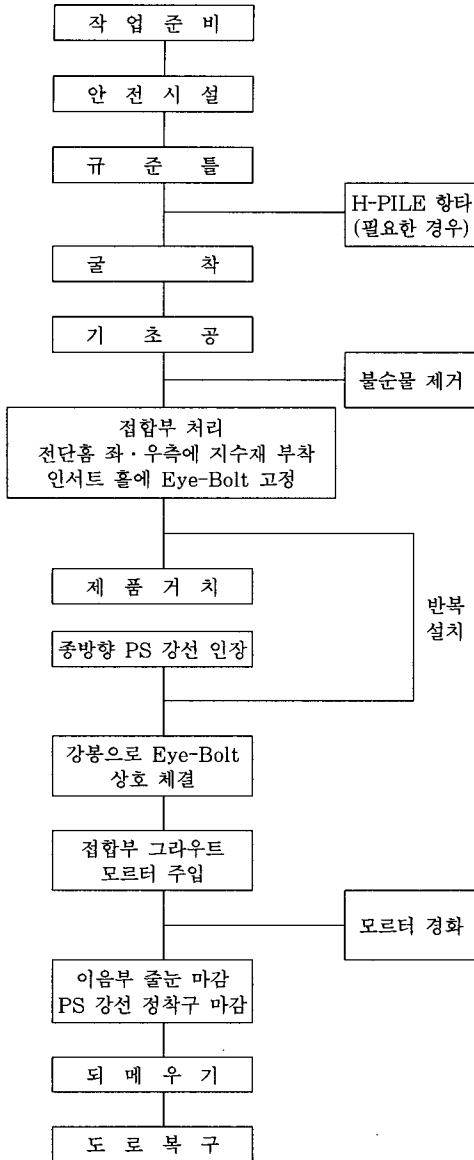 작 업 준 비
안 전 시 설
규 준 틀
H-PILE 항타
(필요한 경우)
굴 착
기 초 공
불순물 제거
접합부 처리
전단홈 좌·우측에 지수재 부착
인서트 홀에 Eye-Bolt 고정
제 품 거 치
반복
설치
종방향 PS 강선 인장
강봉으로 Eye-Bolt
상호 체결
접합부 그라우트
모르터 주입
모르터 경화
이음부 줄눈 마감
PS 강선 정착구 마감
되 메 우 기
도 로 복 구